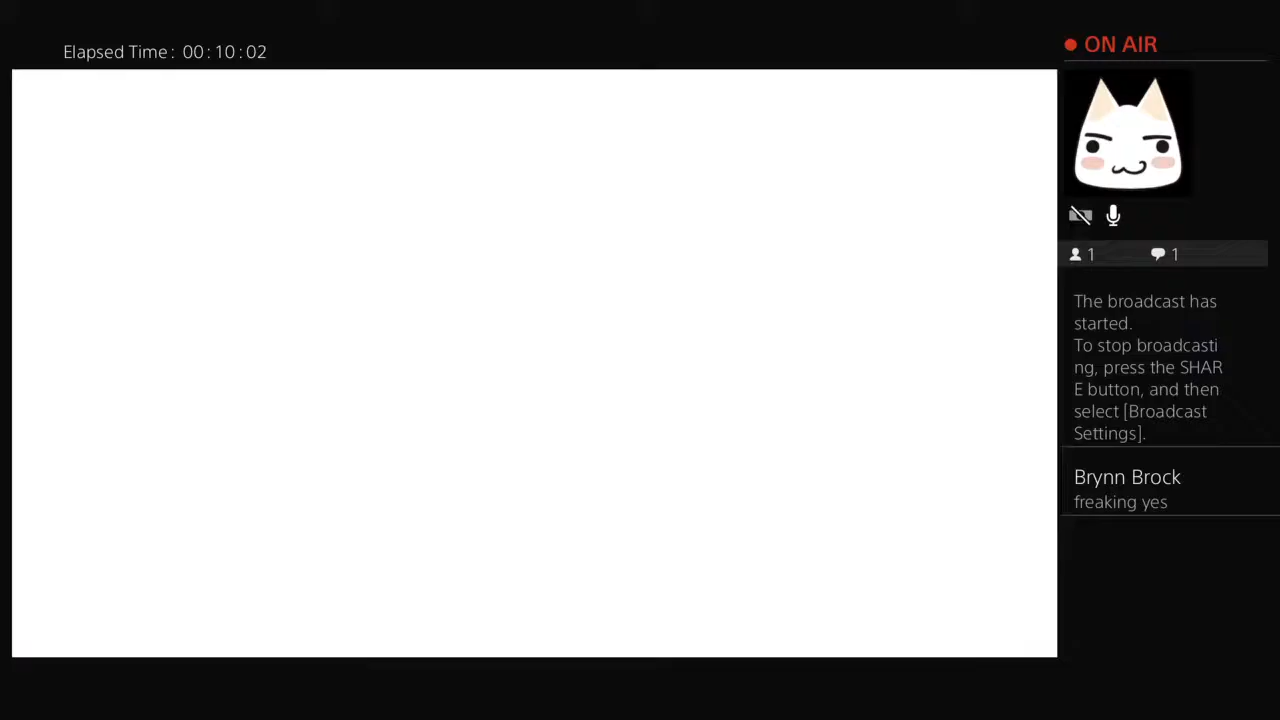 Elapsed Time: 00:10:02
ON AIR
1 1
The broadcast has
started.
To stop broadcasti
ng, press the SHAR
E button, and then
select [Broadcast
Settings].
Brynn Brock
freaking yes